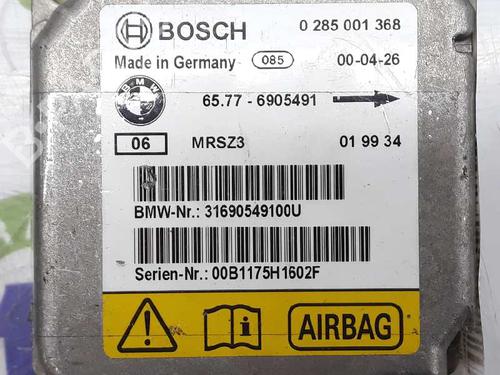 BOSCH 0 285 001 368
Made in Germany 085 00-04-26
BMW
65.77 - 6905491
06 MRSZ3 01 99 34
BMW-Nr.: 31690549100U
Serien-Nr.: 00B1175H1602F
AIRBAG